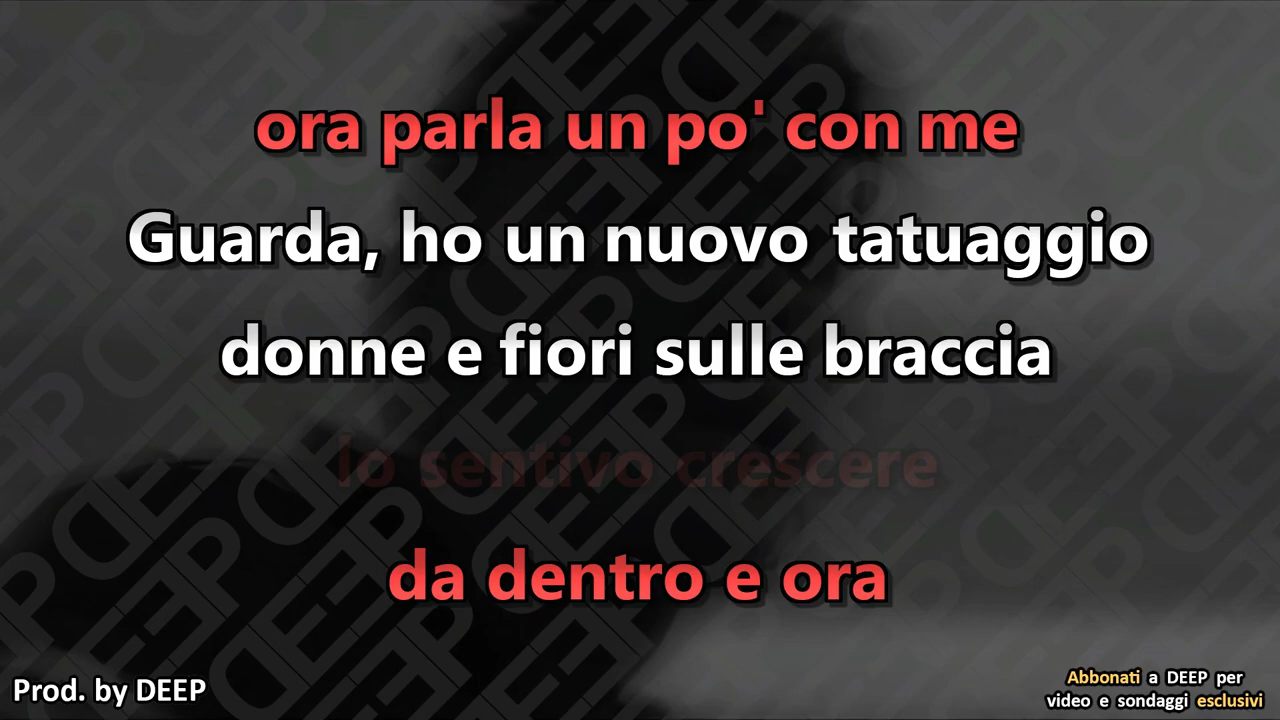 ora parla un po' con me
Guarda, ho un nuovo tatuaggio
donne e fiori sulle braccia
lo sentivo crescere
da dentro e ora
Prod. by DEEP
Abbonati a DEEP per
video e sondaggi esclusivi